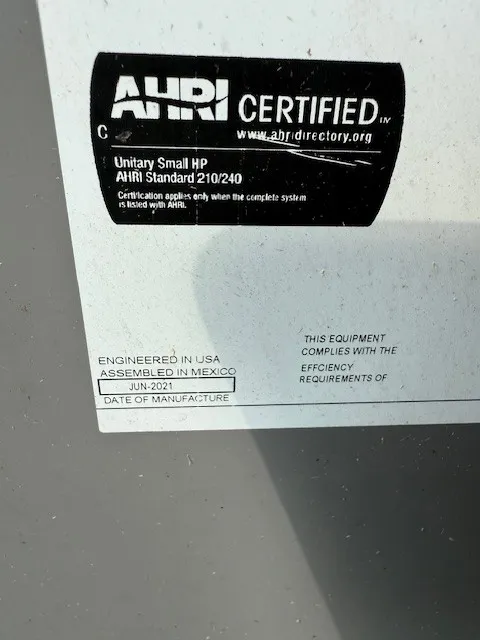 AHRI CERTIFIED
www.ahridirectory.org
C
Unitary Small HP
AHRI Standard 210/240
Certification applies only when the complete system
is listed with AHRI.
ENGINEERED IN USA
ASSEMBLED IN MEXICO
JUN-2021
DATE OF MANUFACTURE
THIS EQUIPMENT
COMPLIES WITH THE
EFFCIENCY
REQUIREMENTS OF